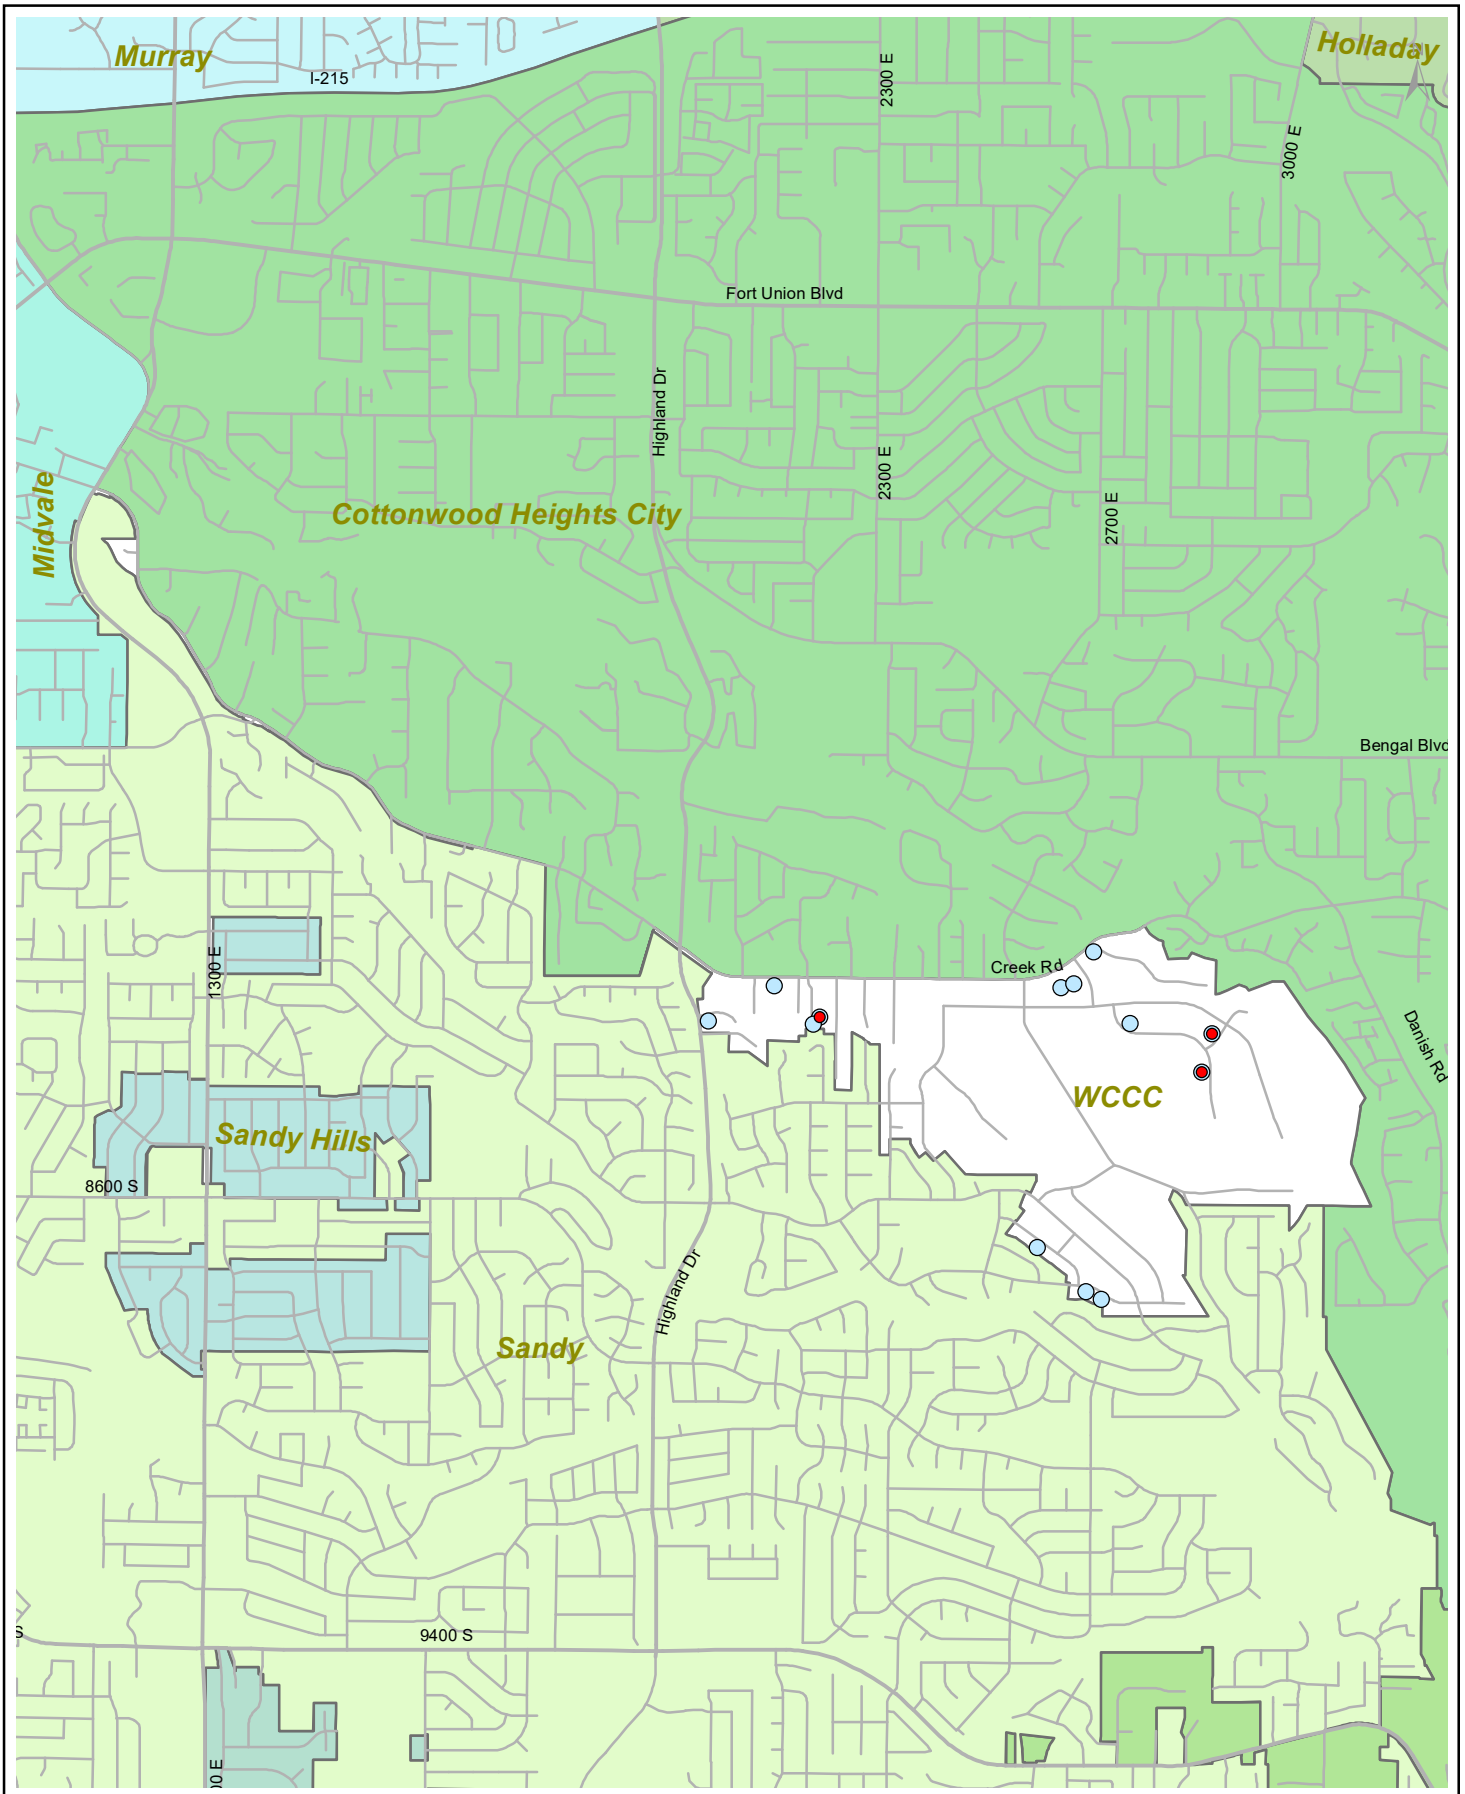 Murray
Holladay
I-215
2300 E
3000 E
Fort Union Blvd
Highland Dr
2300 E
Midvale
Cottonwood Heights City
2700 E
Bengal Blvd
1300 E
Creek Rd
Danish Rd
WCCC
Sandy Hills
8600 S
Highland Dr
Sandy
S
9400 S
00 E